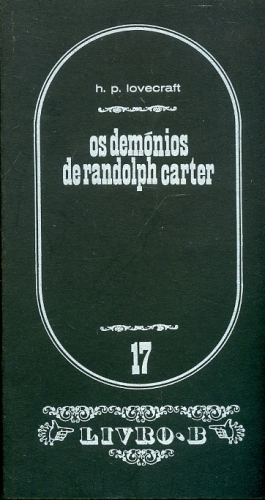 h. p. lovecraft
os demónios
de randolph carter
17
LIVRO·B